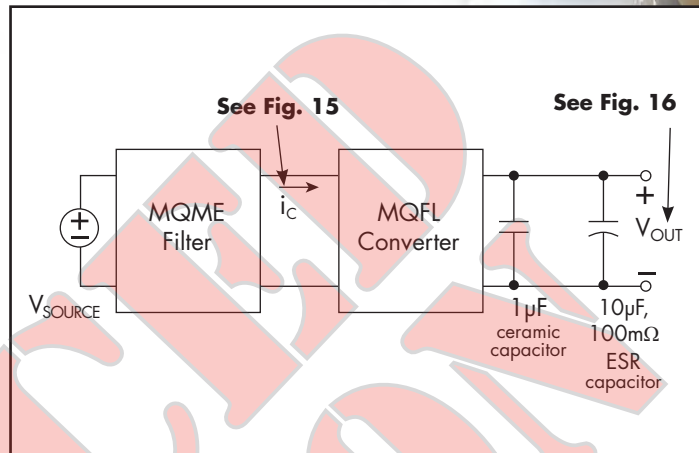 See Fig. 15
See Fig. 16
MQME
Filter
i_C
MQFL
Converter
+
V_OUT
–
V_SOURCE
1µF
ceramic
capacitor
10µF,
100mΩ
ESR
capacitor